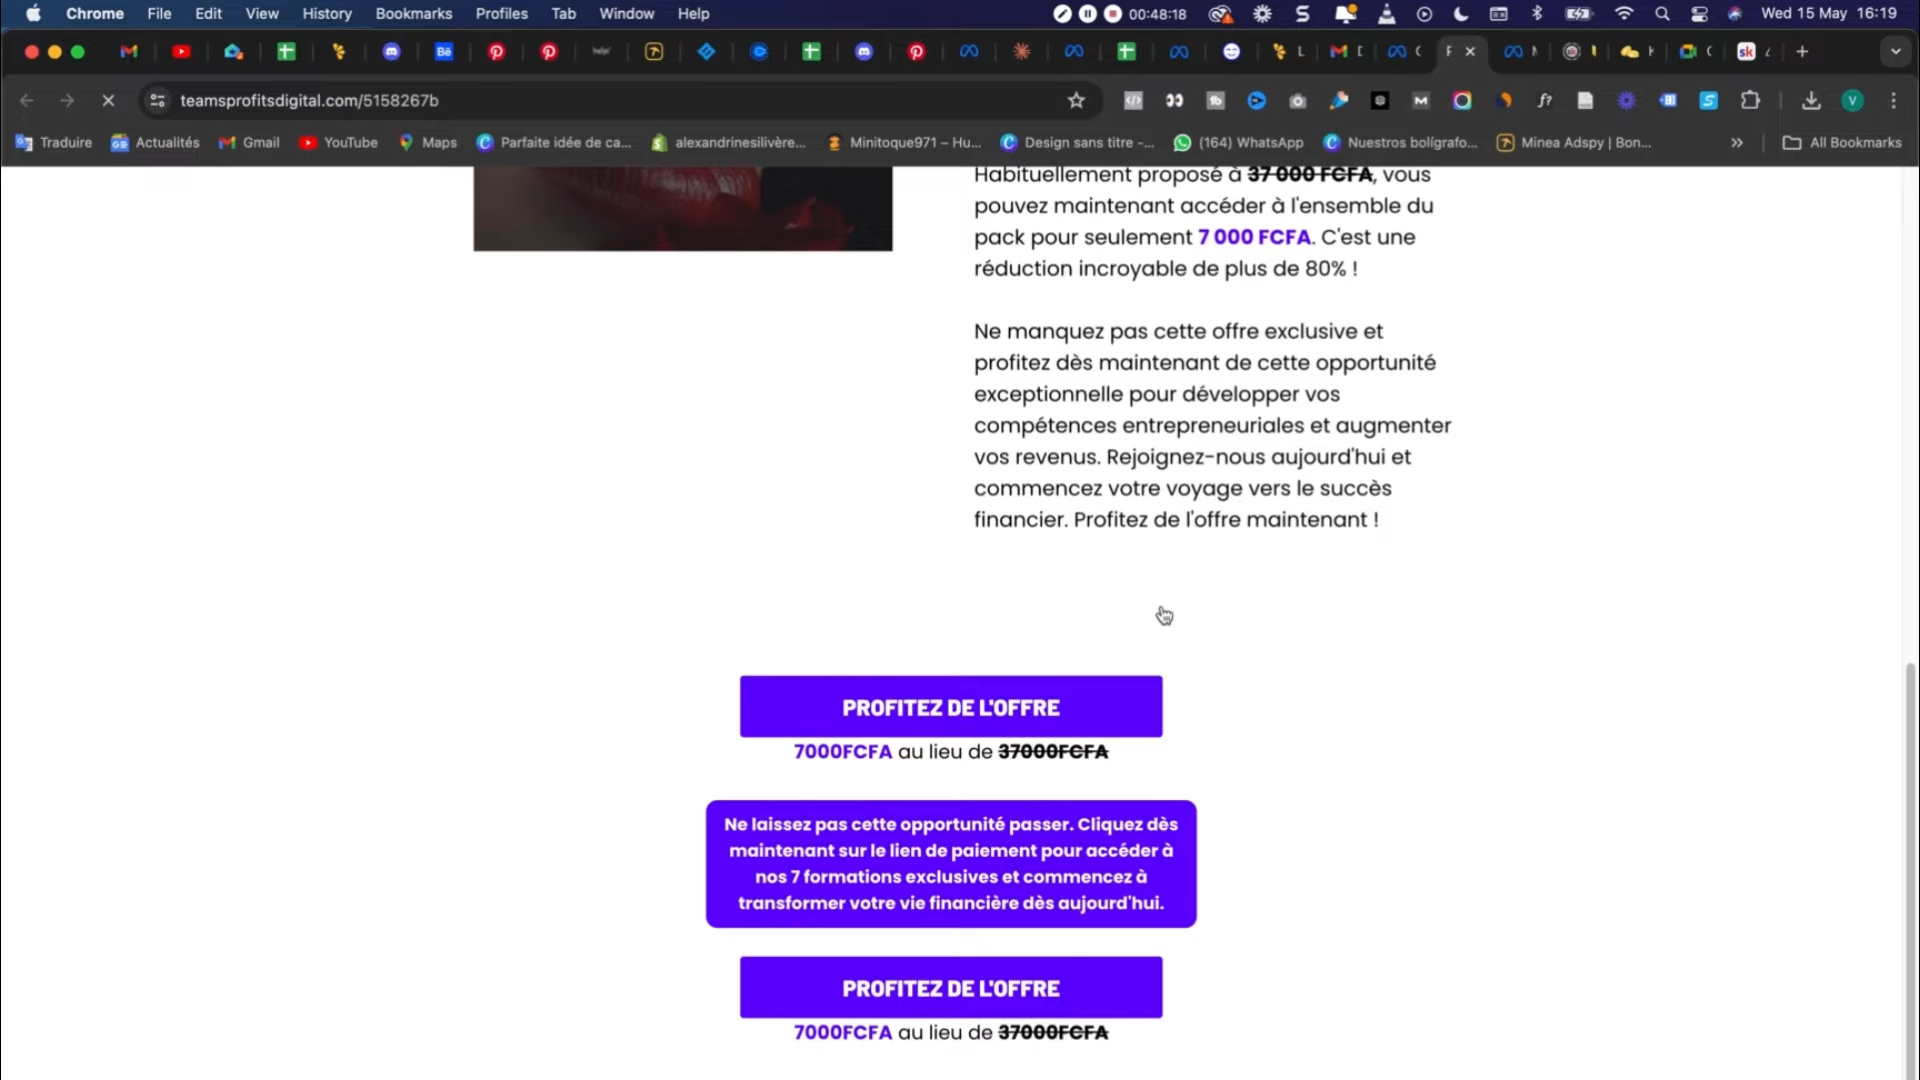 Chrome File Edit View History Bookmarks Profiles Tab Window Help 00:48:18 Wed 15 May 16:19
teamsprofitsdigital.com/5158267b
Traduire Actualités Gmail YouTube Maps Parfaite idée de ca... alexandrinesilivère... Minitoque971 – Hu... Design sans titre -... (164) WhatsApp Nuestros bolígrafo... Minea Adspy | Bon... » All Bookmarks
Habituellement proposé à 37 000 FCFA, vous
pouvez maintenant accéder à l'ensemble du
pack pour seulement 7 000 FCFA. C'est une
réduction incroyable de plus de 80% !
Ne manquez pas cette offre exclusive et
profitez dès maintenant de cette opportunité
exceptionnelle pour développer vos
compétences entrepreneuriales et augmenter
vos revenus. Rejoignez-nous aujourd'hui et
commencez votre voyage vers le succès
financier. Profitez de l'offre maintenant !
PROFITEZ DE L'OFFRE
7000FCFA au lieu de 37000FCFA
Ne laissez pas cette opportunité passer. Cliquez dès
maintenant sur le lien de paiement pour accéder à
nos 7 formations exclusives et commencez à
transformer votre vie financière dès aujourd'hui.
PROFITEZ DE L'OFFRE
7000FCFA au lieu de 37000FCFA